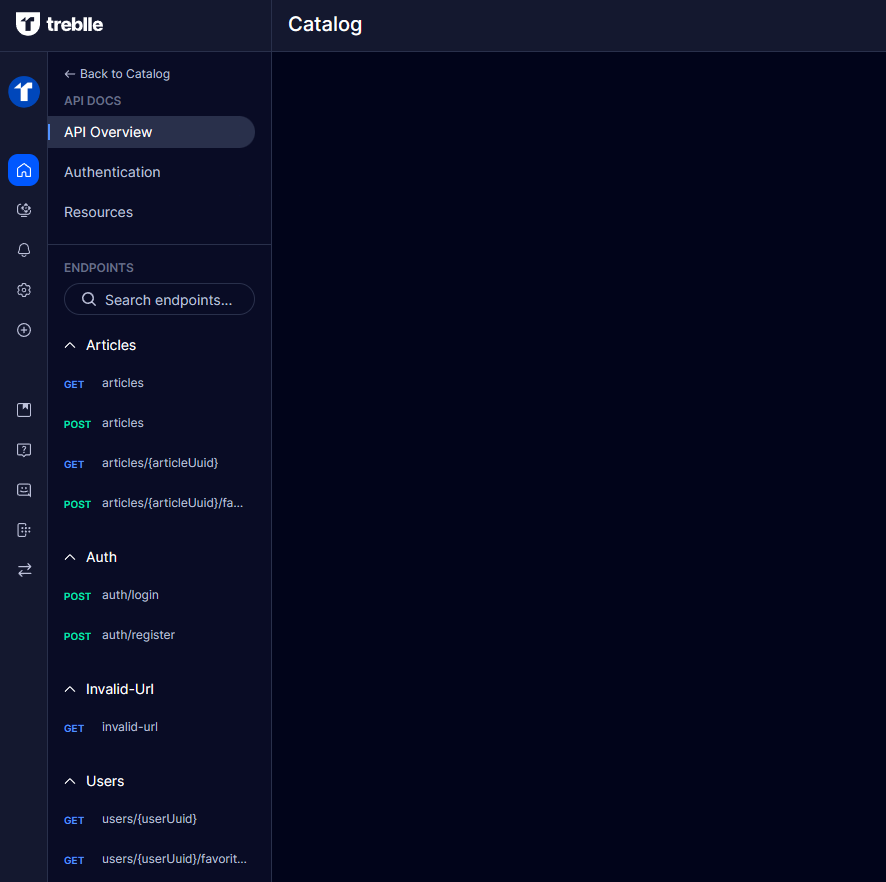 treblle
Catalog
← Back to Catalog
API DOCS
API Overview
Authentication
Resources
ENDPOINTS
Search endpoints...
Articles
GET articles
POST articles
GET articles/{articleUuid}
POST articles/{articleUuid}/fa...
Auth
POST auth/login
POST auth/register
Invalid-Url
GET invalid-url
Users
GET users/{userUuid}
GET users/{userUuid}/favorit...